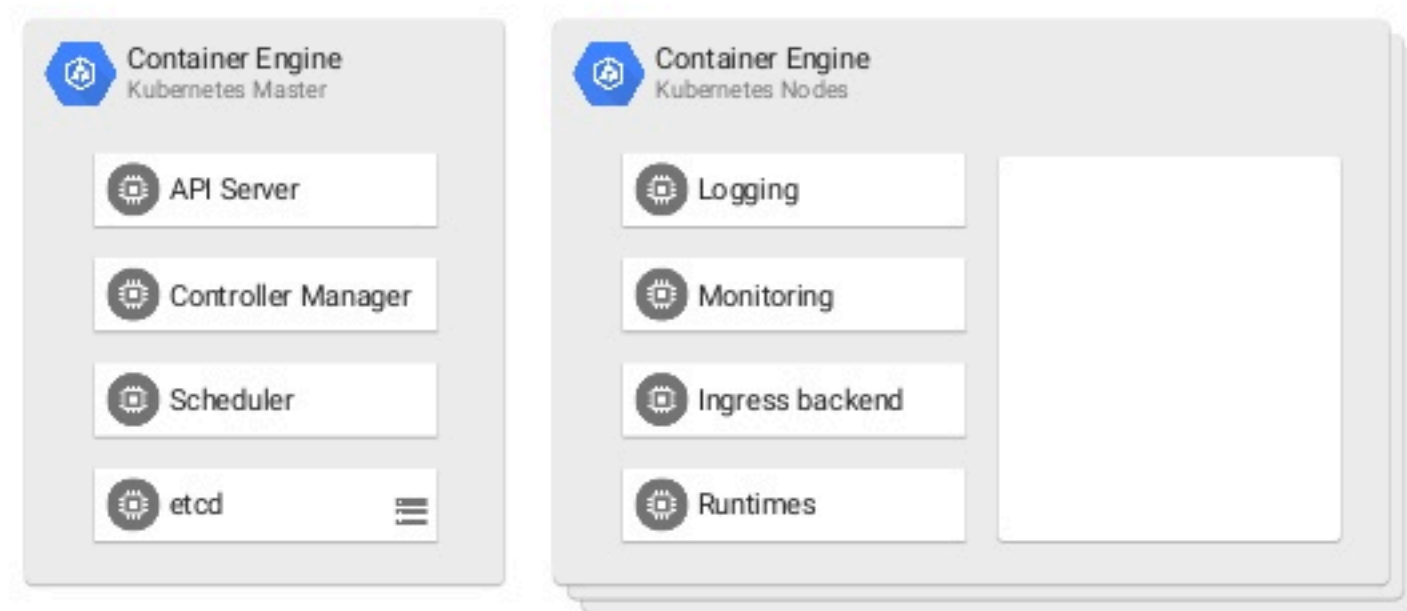 Container Engine
Kubernetes Master
API Server
Controller Manager
Scheduler
etcd
Container Engine
Kubernetes Nodes
Logging
Monitoring
Ingress backend
Runtimes